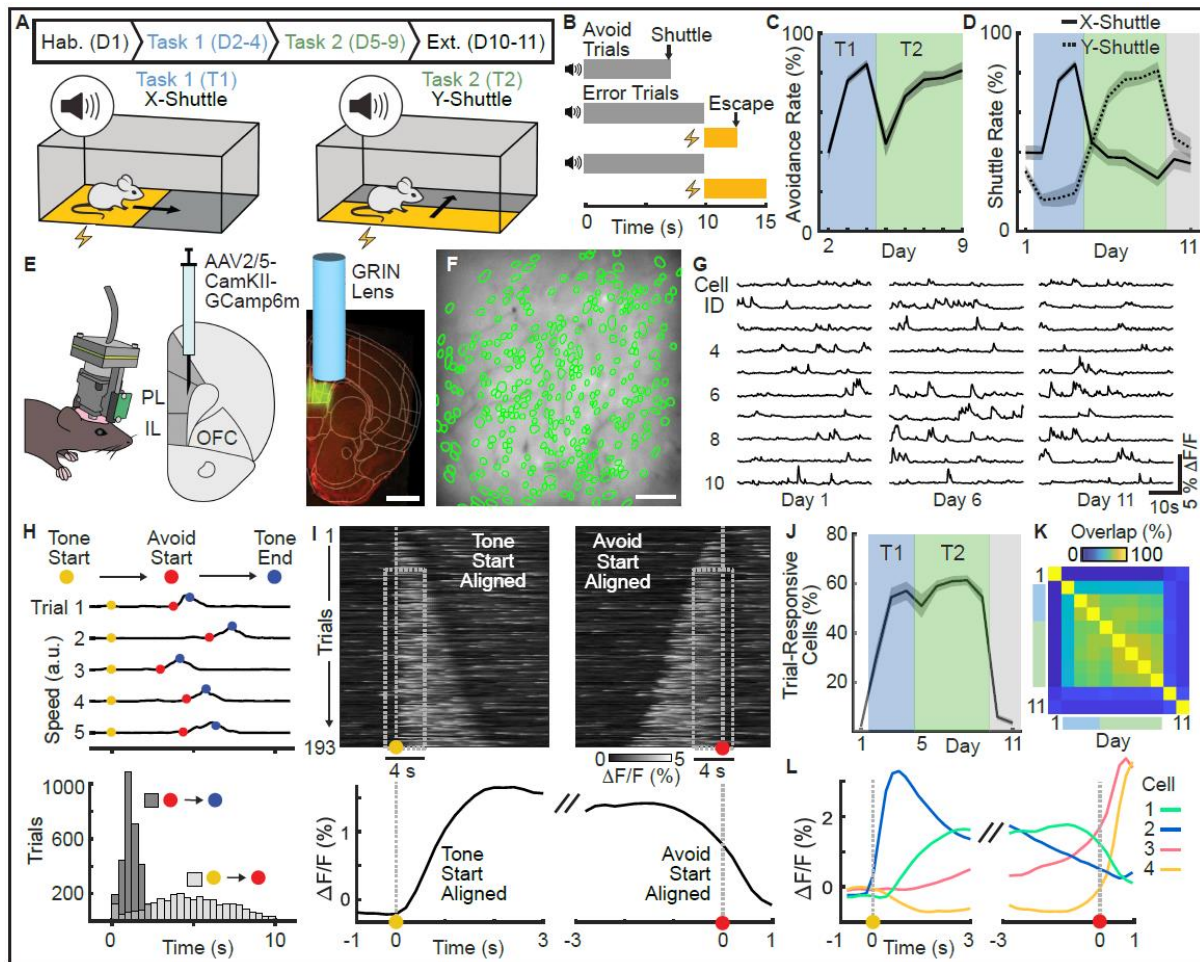 A
Hab. (D1)
Task 1 (D2-4)
Task 2 (D5-9)
Ext. (D10-11)
Task 1 (T1)
X-Shuttle
Task 2 (T2)
Y-Shuttle
B
Avoid
Trials
Shuttle
Error Trials
Escape
0
10
15
Time (s)
C
T1
T2
100
0
Avoidance Rate (%)
2
Day
9
D
X-Shuttle
Y-Shuttle
100
0
Shuttle Rate (%)
1
Day
11
E
AAV2/5-
CamKII-
GCamp6m
PL
IL
OFC
GRIN
Lens
F
G
Cell
ID
4
6
8
10
Day 1
Day 6
Day 11
10s
5 % ΔF/F
H
Tone
Start
Avoid
Start
Tone
End
Trial 1
2
3
4
5
Speed (a.u.)
1000
600
200
Trials
0
5
10
Time (s)
I
1
Trials
193
Tone
Start
Aligned
Avoid
Start
Aligned
4 s
0
5
ΔF/F (%)
4 s
1
0
ΔF/F (%)
Tone
Start
Aligned
Avoid
Start
Aligned
-1
0
Time (s)
3
-3
0
1
J
T1
T2
80
60
40
20
Trial-Responsive
Cells (%)
1
5
Day
11
K
Overlap (%)
0
100
1
11
1
11
Day
L
Cell
1
2
3
4
2
0
ΔF/F (%)
-1
0
Time (s)
3
-3
0
1